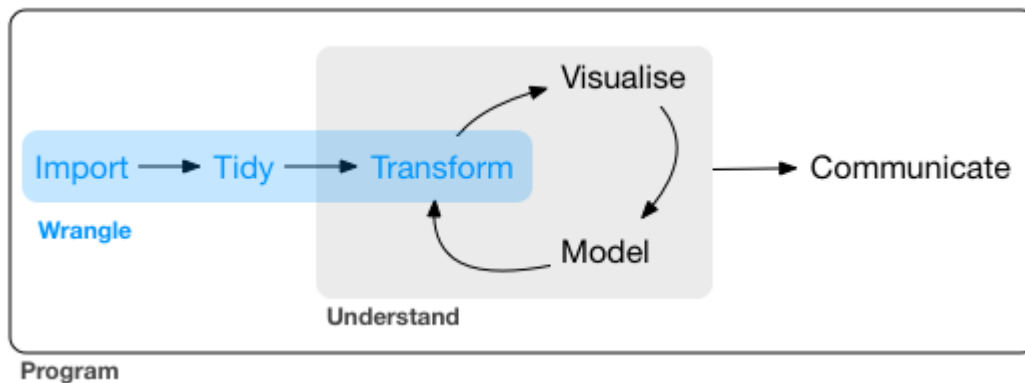 Visualise
Import
Tidy
Transform
Communicate
Wrangle
Model
Understand
Program